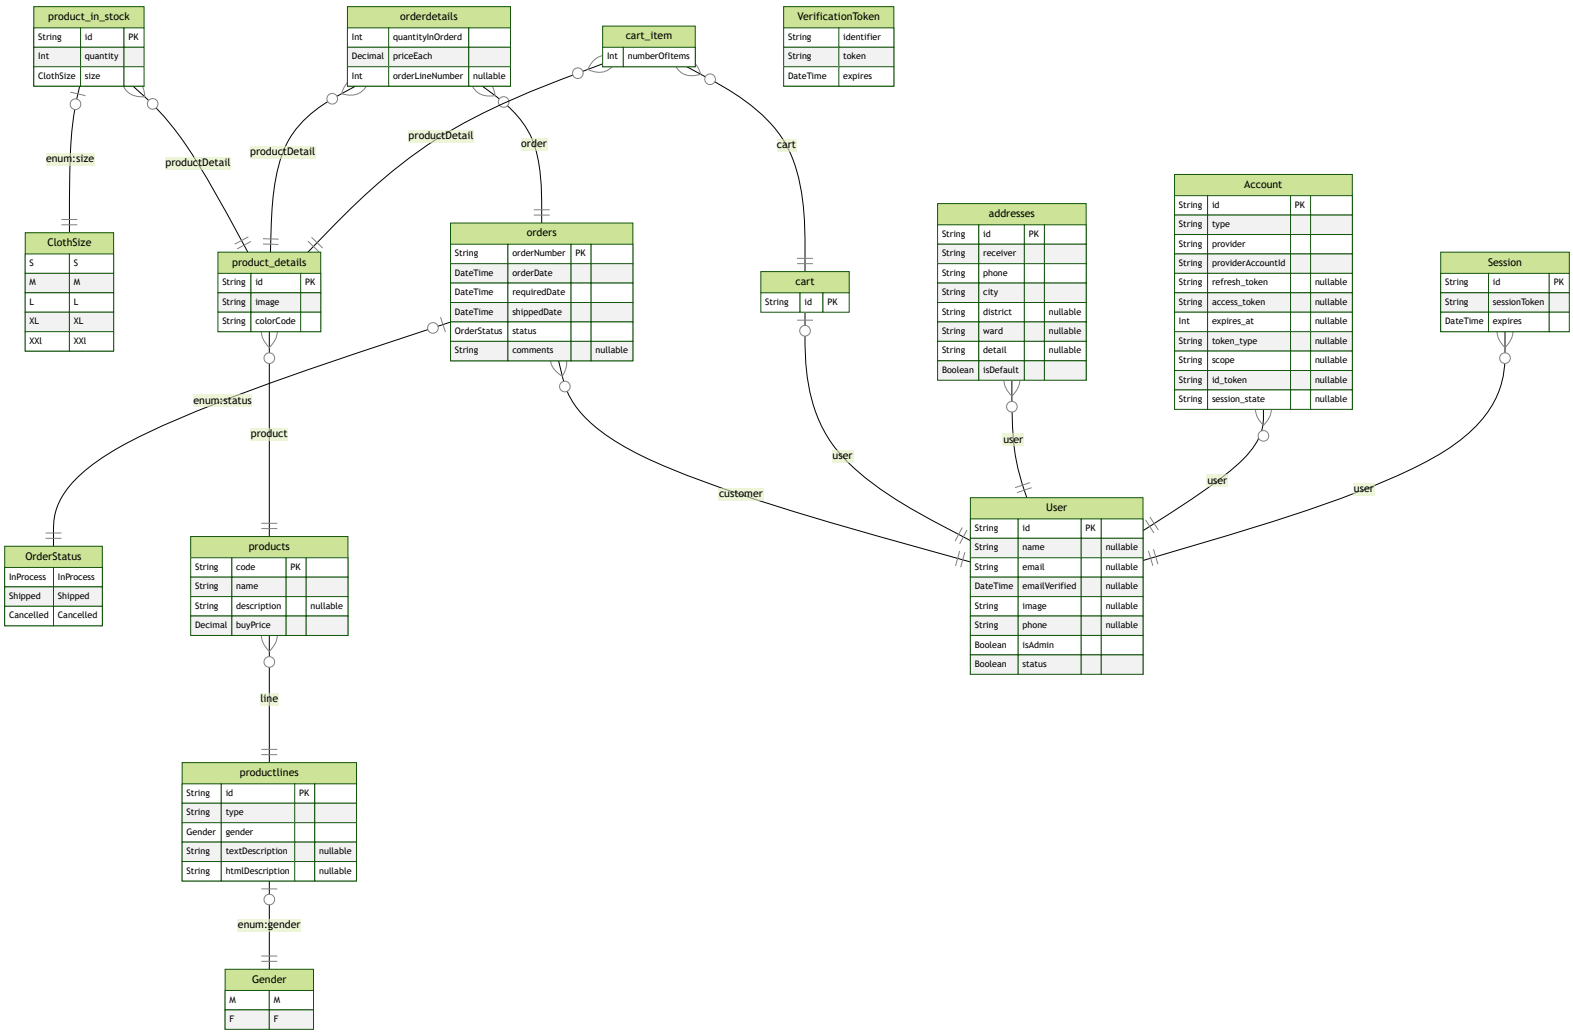 product_in_stock
String id PK
Int quantity
ClothSize size
orderdetails
Int quantityInOrderd
Decimal priceEach
Int orderLineNumber nullable
cart_item
Int numberOfItems
VerificationToken
String identifier
String token
DateTime expires
enum:size
productDetail
productDetail
productDetail
order
cart
ClothSize
S S
M M
L L
XL XL
XXl XXl
product_details
String id PK
String image
String colorCode
orders
String orderNumber PK
DateTime orderDate
DateTime requiredDate
DateTime shippedDate
OrderStatus status
String comments nullable
cart
String id PK
addresses
String id PK
String receiver
String phone
String city
String district nullable
String ward nullable
String detail nullable
Boolean isDefault
Account
String id PK
String type
String provider
String providerAccountId
String refresh_token nullable
String access_token nullable
Int expires_at nullable
String token_type nullable
String scope nullable
String id_token nullable
String session_state nullable
Session
String id PK
String sessionToken
DateTime expires
enum:status
product
customer
user
user
user
user
OrderStatus
InProcess InProcess
Shipped Shipped
Cancelled Cancelled
products
String code PK
String name
String description nullable
Decimal buyPrice
User
String id PK
String name nullable
String email nullable
DateTime emailVerified nullable
String image nullable
String phone nullable
Boolean isAdmin
Boolean status
line
productlines
String id PK
String type
Gender gender
String textDescription nullable
String htmlDescription nullable
enum:gender
Gender
M M
F F